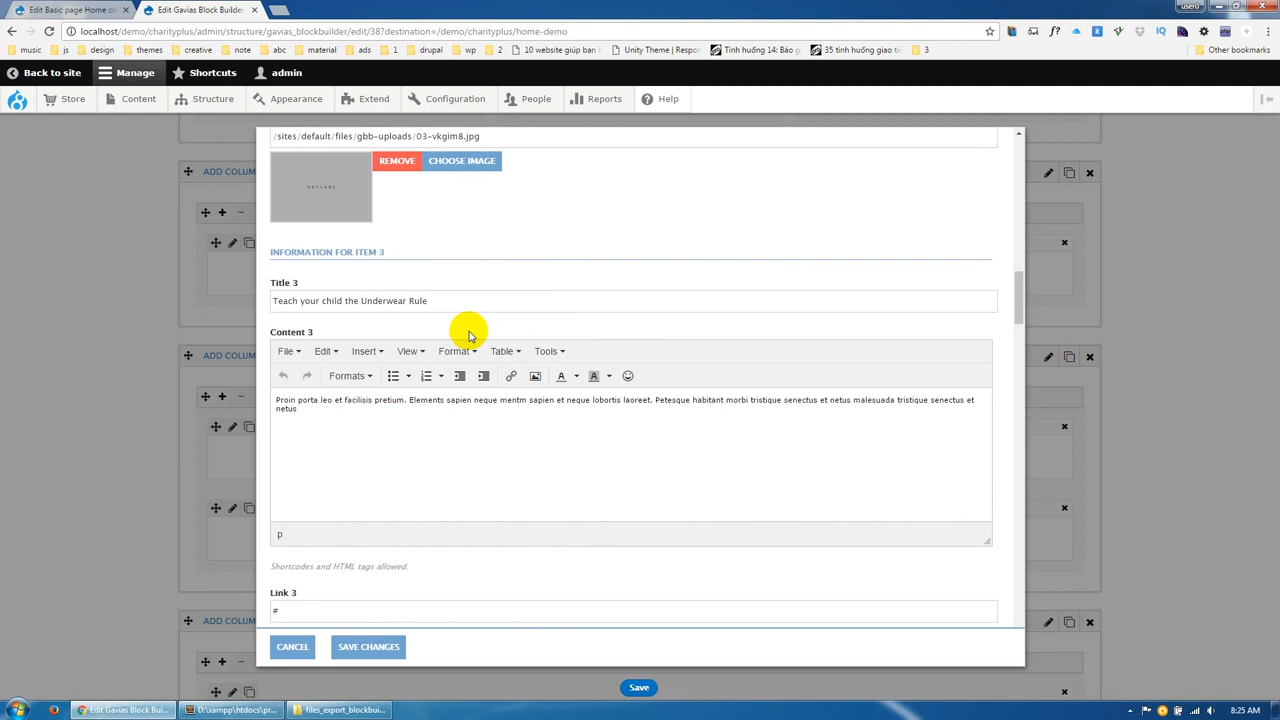 Edit Basic page Home de
Edit Gavias Block Builde
user0
localhost/demo/charityplus/admin/structure/gavias_blockbuilder/edit/38?destination=/demo/charityplus/home-demo
music
js
design
themes
creative
note
abc
material
ads
1
drupal
wp
2
10 website giúp bạn
Unity Theme | Respon
Tình huống 14: Báo g
35 tình huống giao ti
3
Other bookmarks
Back to site
Manage
Shortcuts
admin
Store
Content
Structure
Appearance
Extend
Configuration
People
Reports
Help
/sites/default/files/gbb-uploads/03-vkgim8.jpg
ADD COLUM
REMOVE
CHOOSE IMAGE
INFORMATION FOR ITEM 3
Title 3
Teach your child the Underwear Rule
Content 3
File
Edit
Insert
View
Format
Table
Tools
ADD COLUM
Formats
A
A
Proin porta leo et facilisis pretium. Elements sapien neque mentm sapien et neque lobortis laoreet. Petesque habitant morbi tristique senectus et netus malesuada tristique senectus et
netus
p
Shortcodes and HTML tags allowed.
Link 3
#
ADD COLUM
CANCEL
SAVE CHANGES
Save
Edit Gavias Block Bui...
D:\xampp\htdocs\pr...
files_export_blockbui...
8:25 AM